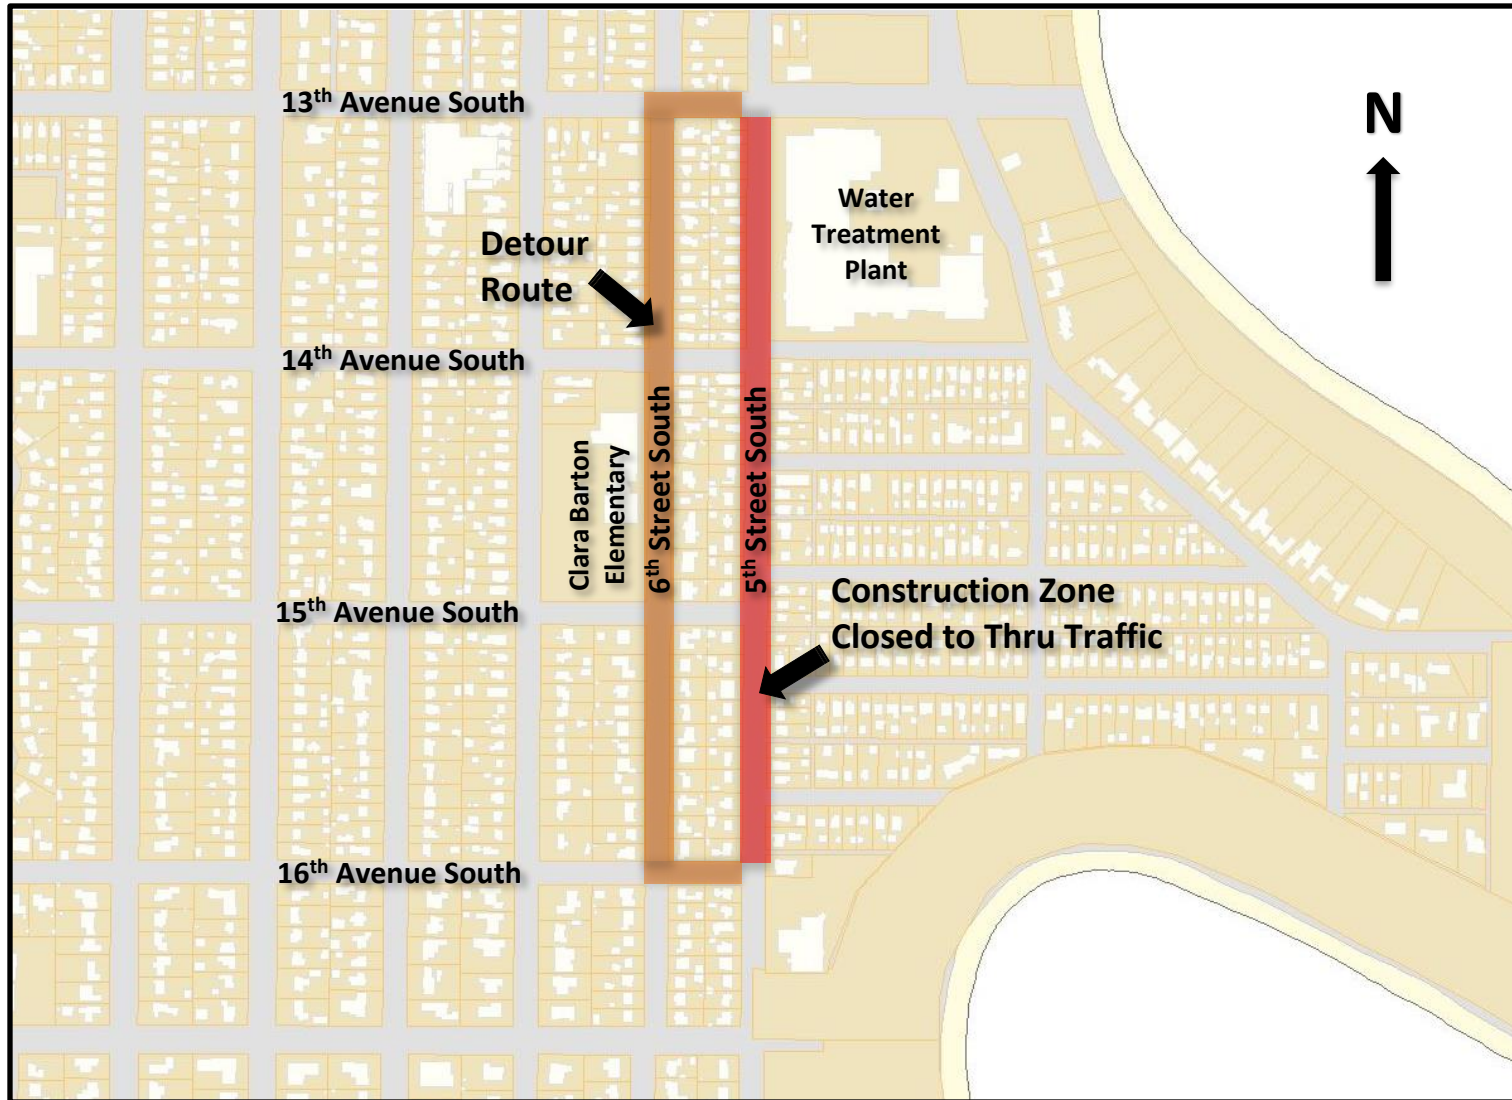 13th Avenue South
N
Water
Treatment
Plant
Detour
Route
14th Avenue South
Clara Barton
Elementary
6th Street South
5th Street South
Construction Zone
Closed to Thru Traffic
15th Avenue South
16th Avenue South